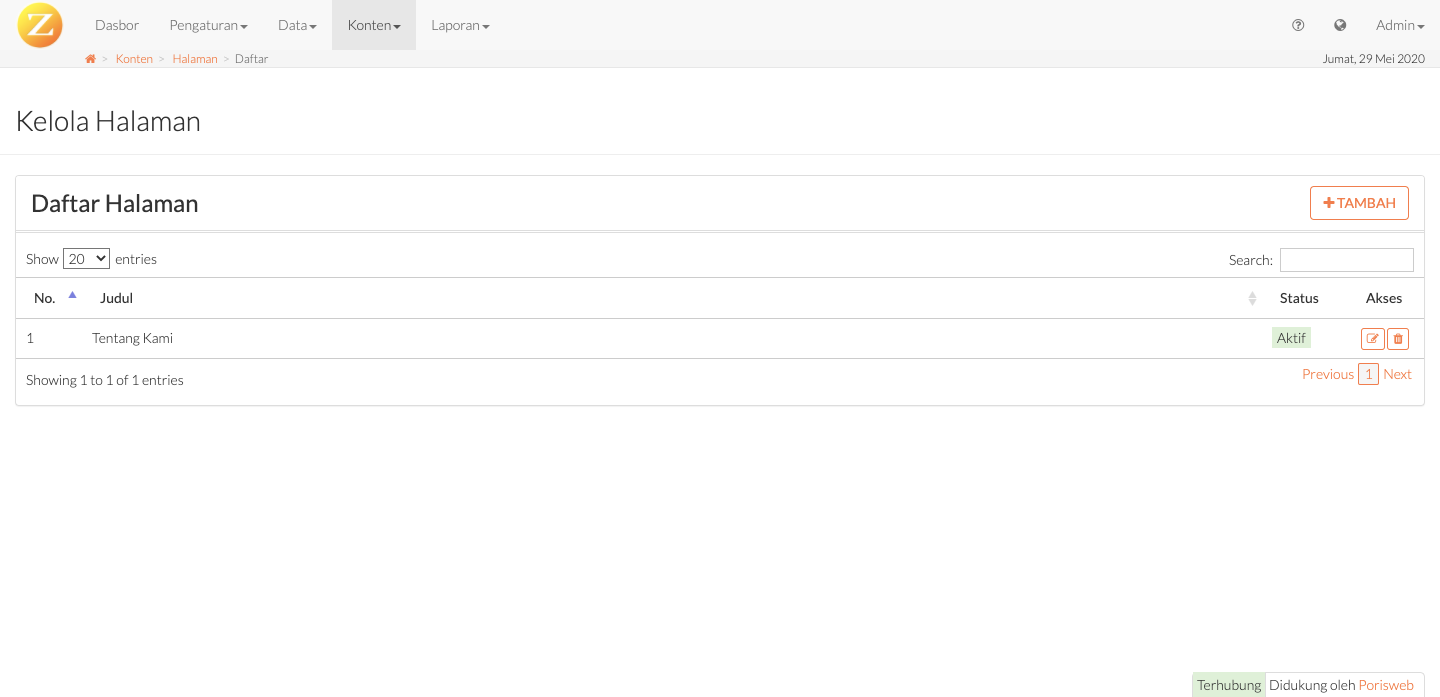 Z Dasbor Pengaturan Data Konten Laporan Admin
> Konten > Halaman > Daftar Jumat, 29 Mei 2020
Kelola Halaman
Daftar Halaman TAMBAH
Show 20 entries Search:
No. Judul Status Akses
1 Tentang Kami Aktif
Showing 1 to 1 of 1 entries Previous 1 Next
Terhubung Didukung oleh Porisweb